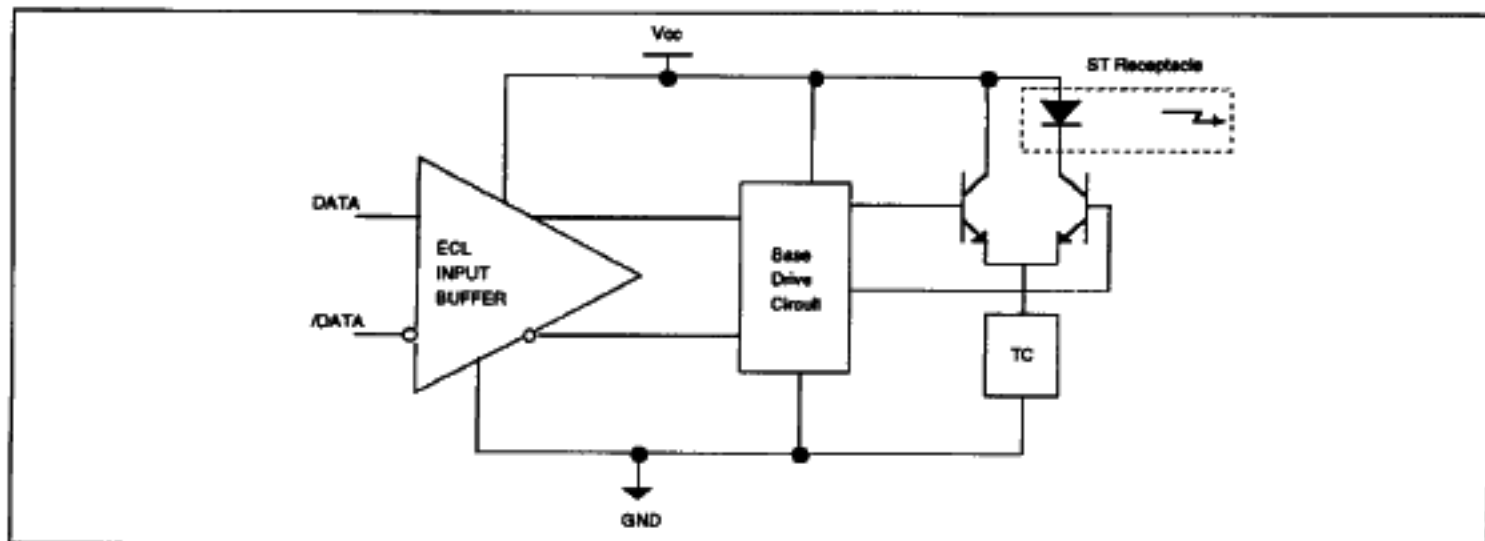 Vcc
ST Receptacle
DATA
ECL
INPUT
BUFFER
/DATA
Base
Drive
Circuit
TC
GND